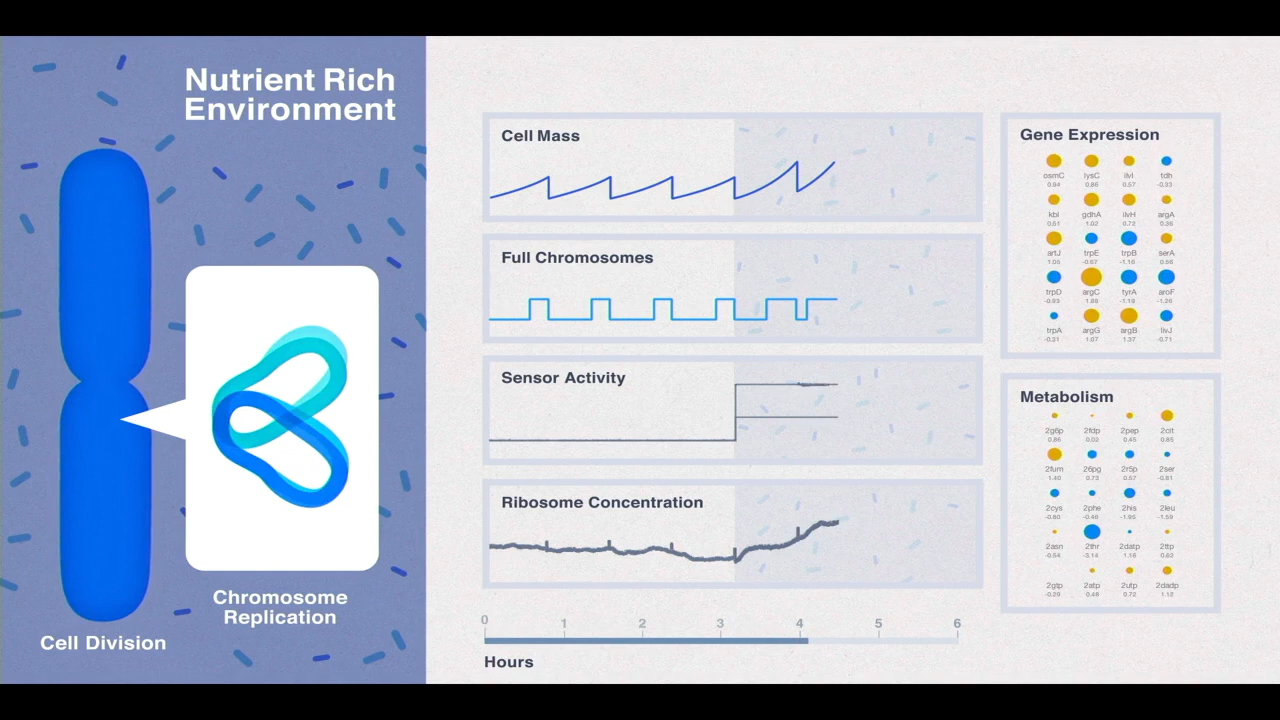 Nutrient Rich
Environment
Chromosome
Replication
Cell Division
Cell Mass
Full Chromosomes
Sensor Activity
Ribosome Concentration
0 1 2 3 4 5 6
Hours
Gene Expression
osmC lysC ilvI tdh
0.94 0.86 0.57 -0.33
kbl gdhA ilvH argA
0.51 1.02 0.72 0.36
artJ trpE trpB serA
1.05 -0.67 -1.16 0.56
trpD argC tyrA aroF
-0.93 1.88 -1.18 -1.26
trpA argG argB livJ
-0.31 1.07 1.37 -0.71
Metabolism
2g6p 2fdp 2pep 2cit
0.86 0.02 0.45 0.85
2fum 26pg 2r5p 2ser
1.40 0.73 0.57 -0.81
2cys 2phe 2his 2leu
-0.80 -0.46 -1.95 -1.59
2asn 2thr 2datp 2ttp
-0.54 -3.14 1.18 0.62
2gtp 2atp 2utp 2dadp
-0.29 0.48 0.72 1.12